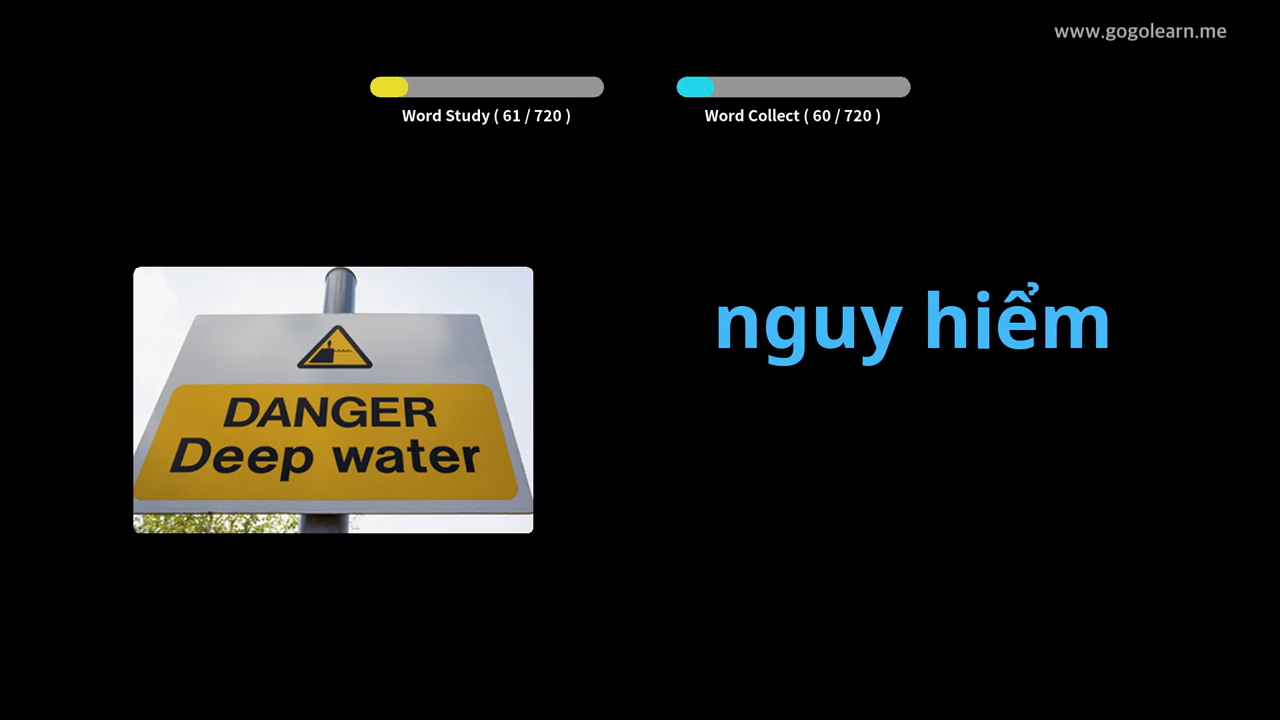 www.gogolearn.me
Word Study ( 61 / 720 )
Word Collect ( 60 / 720 )
nguy hiểm
DANGER
Deep water